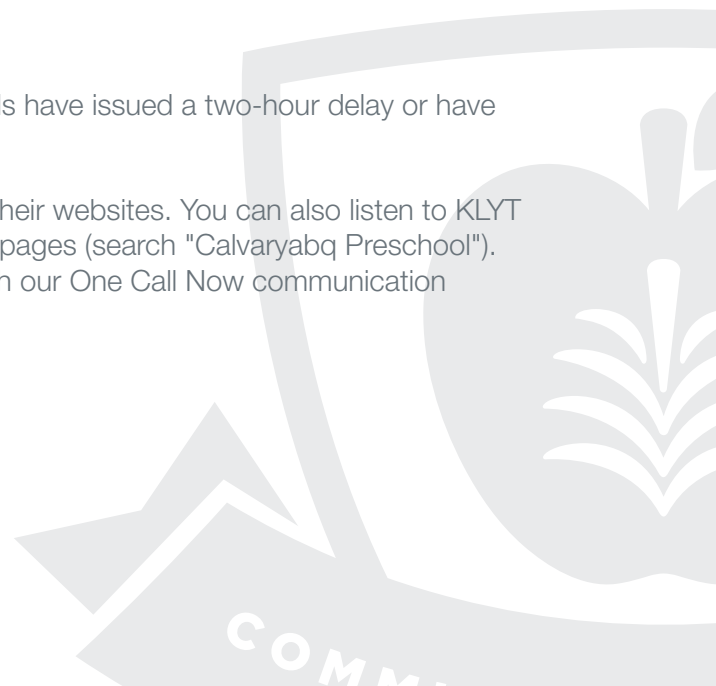 ls have issued a two-hour delay or have
heir websites. You can also listen to KLYT
pages (search "Calvaryabq Preschool").
n our One Call Now communication
COMM